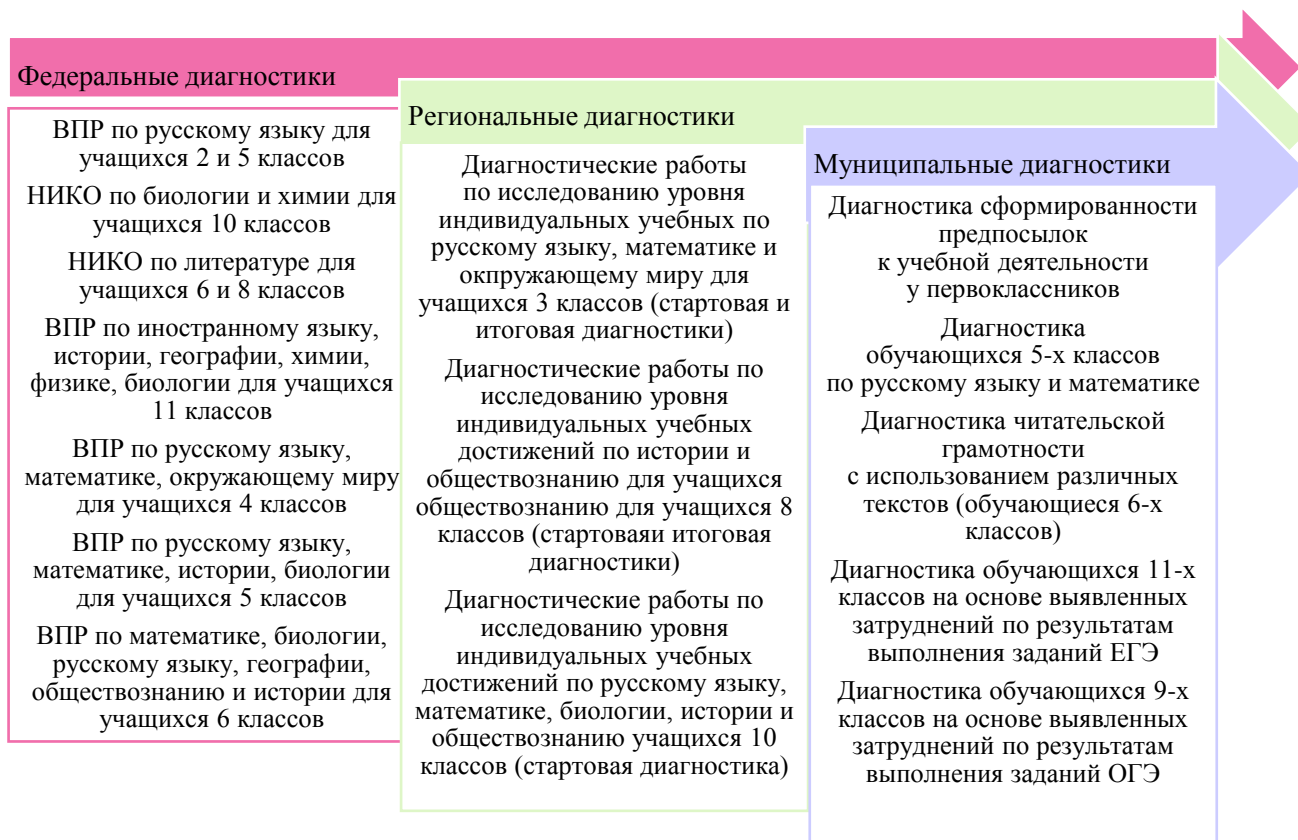 Федеральные диагностики
ВПР по русскому языку для
учащихся 2 и 5 классов
НИКО по биологии и химии для
учащихся 10 классов
НИКО по литературе для
учащихся 6 и 8 классов
ВПР по иностранному языку,
истории, географии, химии,
физике, биологии для учащихся
11 классов
ВПР по русскому языку,
математике, окружающему миру
для учащихся 4 классов
ВПР по русскому языку,
математике, истории, биологии
для учащихся 5 классов
ВПР по математике, биологии,
русскому языку, географии,
обществознанию и истории для
учащихся 6 классов
Региональные диагностики
Диагностические работы
по исследованию уровня
индивидуальных учебных по
русскому языку, математике и
окпружающему миру для
учащихся 3 классов (стартовая и
итоговая диагностики)
Диагностические работы по
исследованию уровня
индивидуальных учебных
достижений по истории и
обществознанию для учащихся
обществознанию для учащихся 8
классов (стартоваяи итоговая
диагностики)
Диагностические работы по
исследованию уровня
индивидуальных учебных
достижений по русскому языку,
математике, биологии, истории и
обществознанию учащихся 10
классов (стартовая диагностика)
Муниципальные диагностики
Диагностика сформированности
предпосылок
к учебной деятельности
у первоклассников
Диагностика
обучающихся 5-х классов
по русскому языку и математике
Диагностика читательской
грамотности
с использованием различных
текстов (обучающиеся 6-х
классов)
Диагностика обучающихся 11-х
классов на основе выявленных
затруднений по результатам
выполнения заданий ЕГЭ
Диагностика обучающихся 9-х
классов на основе выявленных
затруднений по результатам
выполнения заданий ОГЭ